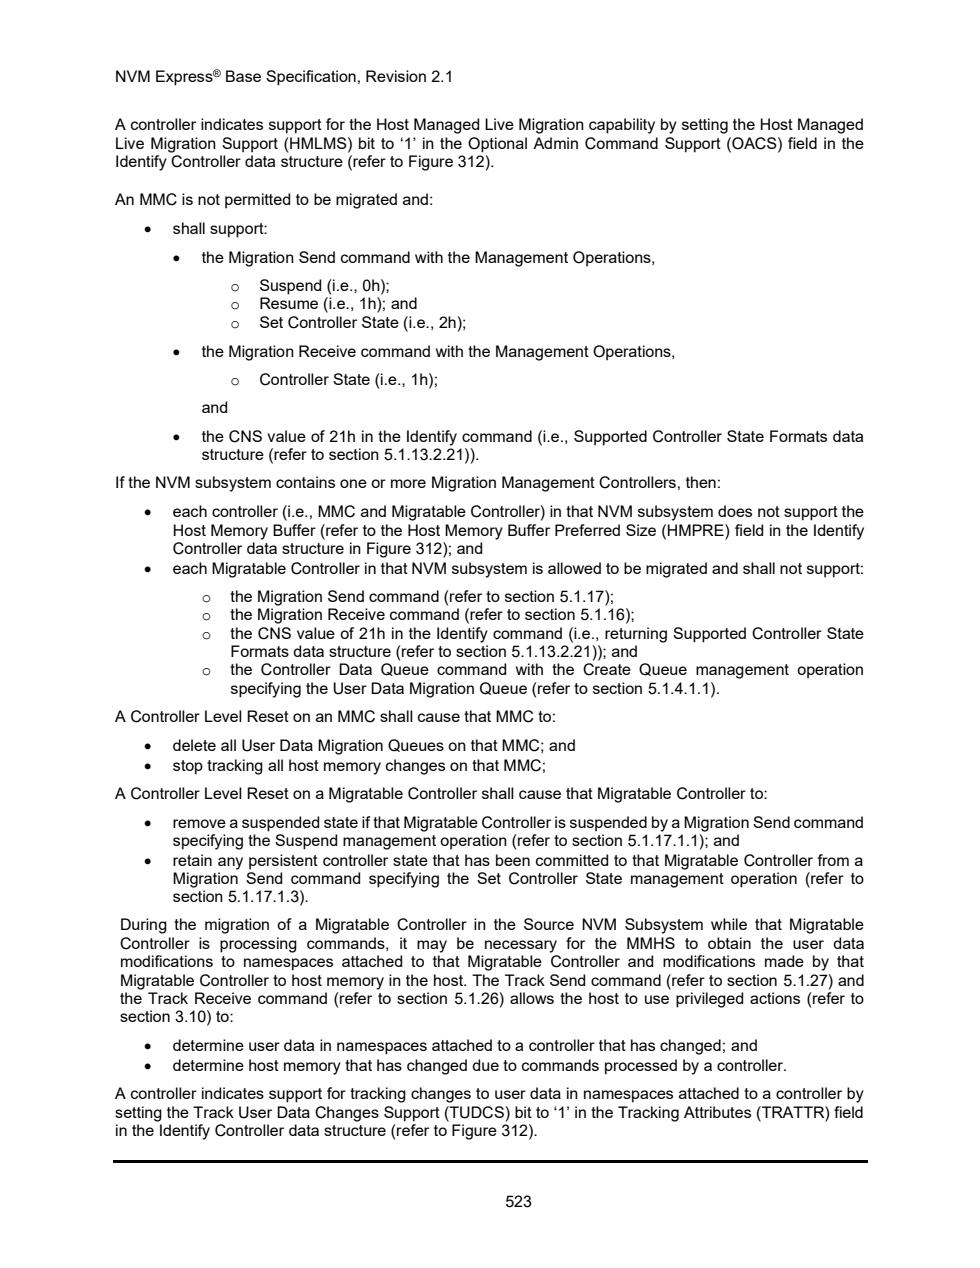 NVM Express® Base Specification, Revision 2.1
A controller indicates support for the Host Managed Live Migration capability by setting the Host Managed
Live Migration Support (HMLMS) bit to ‘1’ in the Optional Admin Command Support (OACS) field in the
Identify Controller data structure (refer to Figure 312).
An MMC is not permitted to be migrated and:
• shall support:
• the Migration Send command with the Management Operations,
o Suspend (i.e., 0h);
o Resume (i.e., 1h); and
o Set Controller State (i.e., 2h);
• the Migration Receive command with the Management Operations,
o Controller State (i.e., 1h);
and
• the CNS value of 21h in the Identify command (i.e., Supported Controller State Formats data
structure (refer to section 5.1.13.2.21)).
If the NVM subsystem contains one or more Migration Management Controllers, then:
• each controller (i.e., MMC and Migratable Controller) in that NVM subsystem does not support the
Host Memory Buffer (refer to the Host Memory Buffer Preferred Size (HMPRE) field in the Identify
Controller data structure in Figure 312); and
• each Migratable Controller in that NVM subsystem is allowed to be migrated and shall not support:
o the Migration Send command (refer to section 5.1.17);
o the Migration Receive command (refer to section 5.1.16);
o the CNS value of 21h in the Identify command (i.e., returning Supported Controller State
Formats data structure (refer to section 5.1.13.2.21)); and
o the Controller Data Queue command with the Create Queue management operation
specifying the User Data Migration Queue (refer to section 5.1.4.1.1).
A Controller Level Reset on an MMC shall cause that MMC to:
• delete all User Data Migration Queues on that MMC; and
• stop tracking all host memory changes on that MMC;
A Controller Level Reset on a Migratable Controller shall cause that Migratable Controller to:
• remove a suspended state if that Migratable Controller is suspended by a Migration Send command
specifying the Suspend management operation (refer to section 5.1.17.1.1); and
• retain any persistent controller state that has been committed to that Migratable Controller from a
Migration Send command specifying the Set Controller State management operation (refer to
section 5.1.17.1.3).
During the migration of a Migratable Controller in the Source NVM Subsystem while that Migratable
Controller is processing commands, it may be necessary for the MMHS to obtain the user data
modifications to namespaces attached to that Migratable Controller and modifications made by that
Migratable Controller to host memory in the host. The Track Send command (refer to section 5.1.27) and
the Track Receive command (refer to section 5.1.26) allows the host to use privileged actions (refer to
section 3.10) to:
• determine user data in namespaces attached to a controller that has changed; and
• determine host memory that has changed due to commands processed by a controller.
A controller indicates support for tracking changes to user data in namespaces attached to a controller by
setting the Track User Data Changes Support (TUDCS) bit to ‘1’ in the Tracking Attributes (TRATTR) field
in the Identify Controller data structure (refer to Figure 312).
523